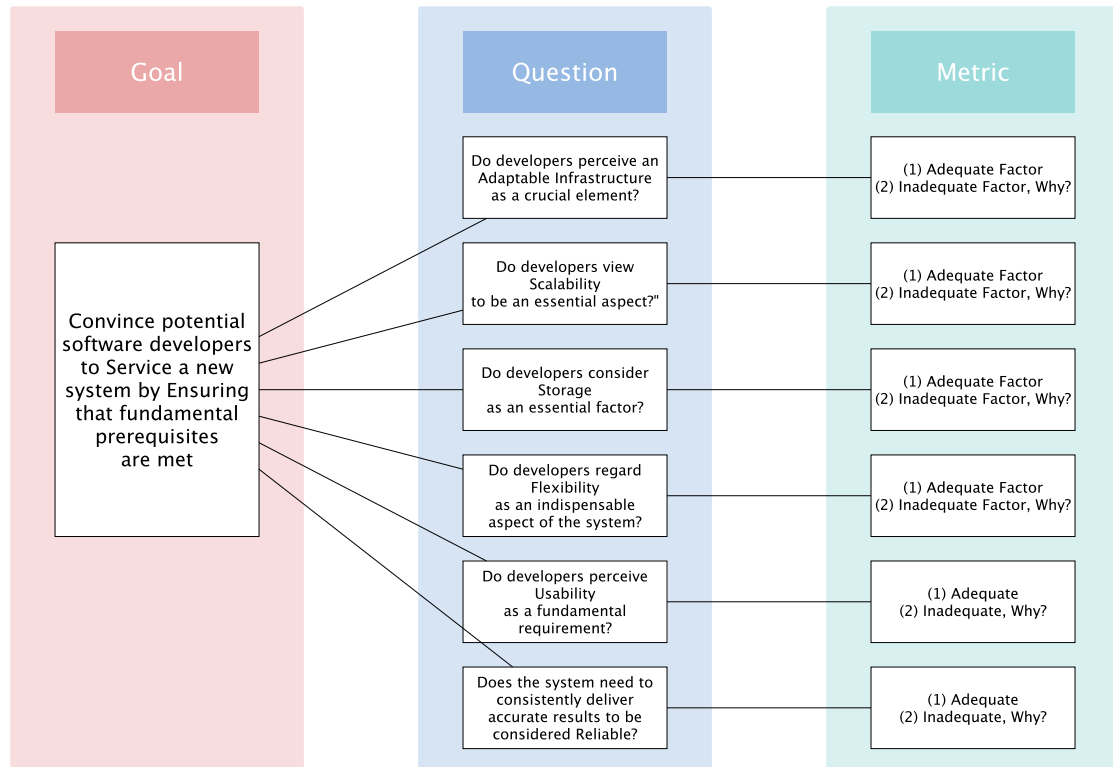 Goal
Question
Metric
Convince potential
software developers
to Service a new
system by Ensuring
that fundamental
prerequisites
are met
Do developers perceive an
Adaptable Infrastructure
as a crucial element?
(1) Adequate Factor
(2) Inadequate Factor, Why?
Do developers view
Scalability
to be an essential aspect?"
(1) Adequate Factor
(2) Inadequate Factor, Why?
Do developers consider
Storage
as an essential factor?
(1) Adequate Factor
(2) Inadequate Factor, Why?
Do developers regard
Flexibility
as an indispensable
aspect of the system?
(1) Adequate Factor
(2) Inadequate Factor, Why?
Do developers perceive
Usability
as a fundamental
requirement?
(1) Adequate
(2) Inadequate, Why?
Does the system need to
consistently deliver
accurate results to be
considered Reliable?
(1) Adequate
(2) Inadequate, Why?